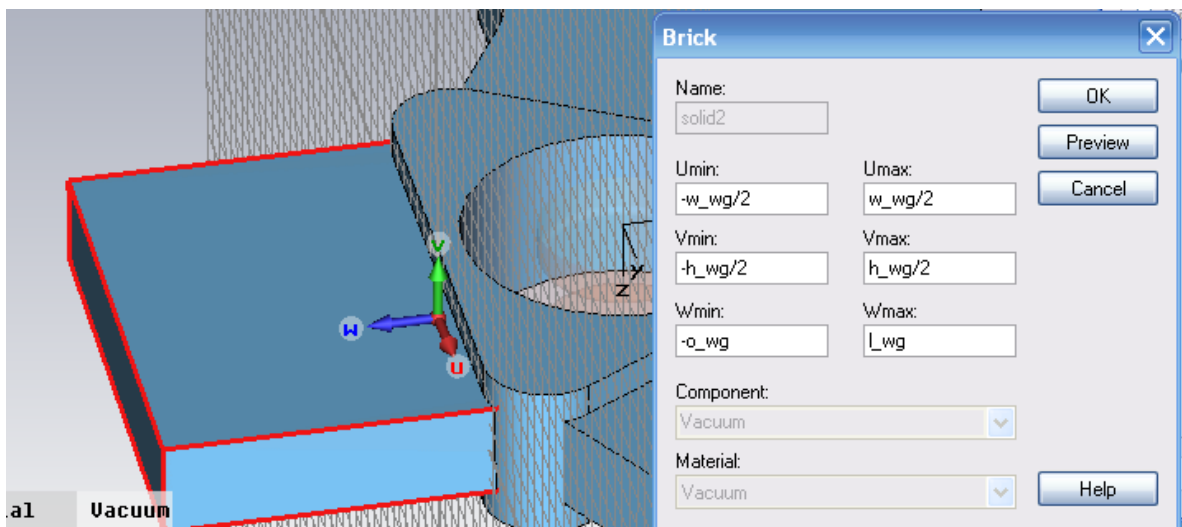 Brick
Name:
solid2
OK
Preview
Cancel
Umin:
Umax:
-w_wg/2
w_wg/2
Vmin:
Vmax:
-h_wg/2
h_wg/2
Wmin:
Wmax:
-o_wg
l_wg
Component:
Vacuum
Material:
Vacuum
Help
v
w
u
y
z
al Vacuum